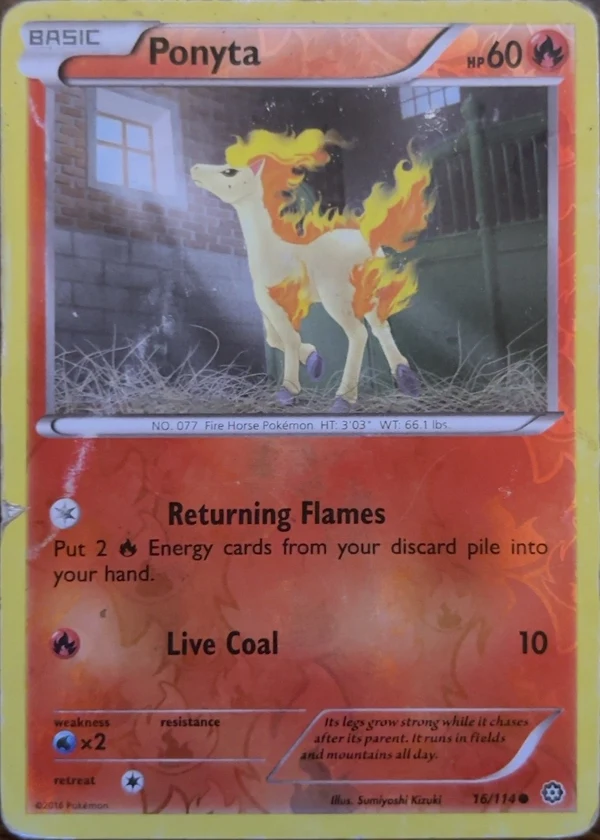 BASIC
Ponyta
HP 60
NO. 077 Fire Horse Pokémon HT: 3'03" WT: 66.1 lbs.
Returning Flames
Put 2 Energy cards from your discard pile into
your hand.
Live Coal 10
weakness resistance
×2
retreat
Its legs grow strong while it chases
after its parent. It runs in fields
and mountains all day.
©2016 Pokémon
Illus. Sumiyoshi Kizuki
16/114